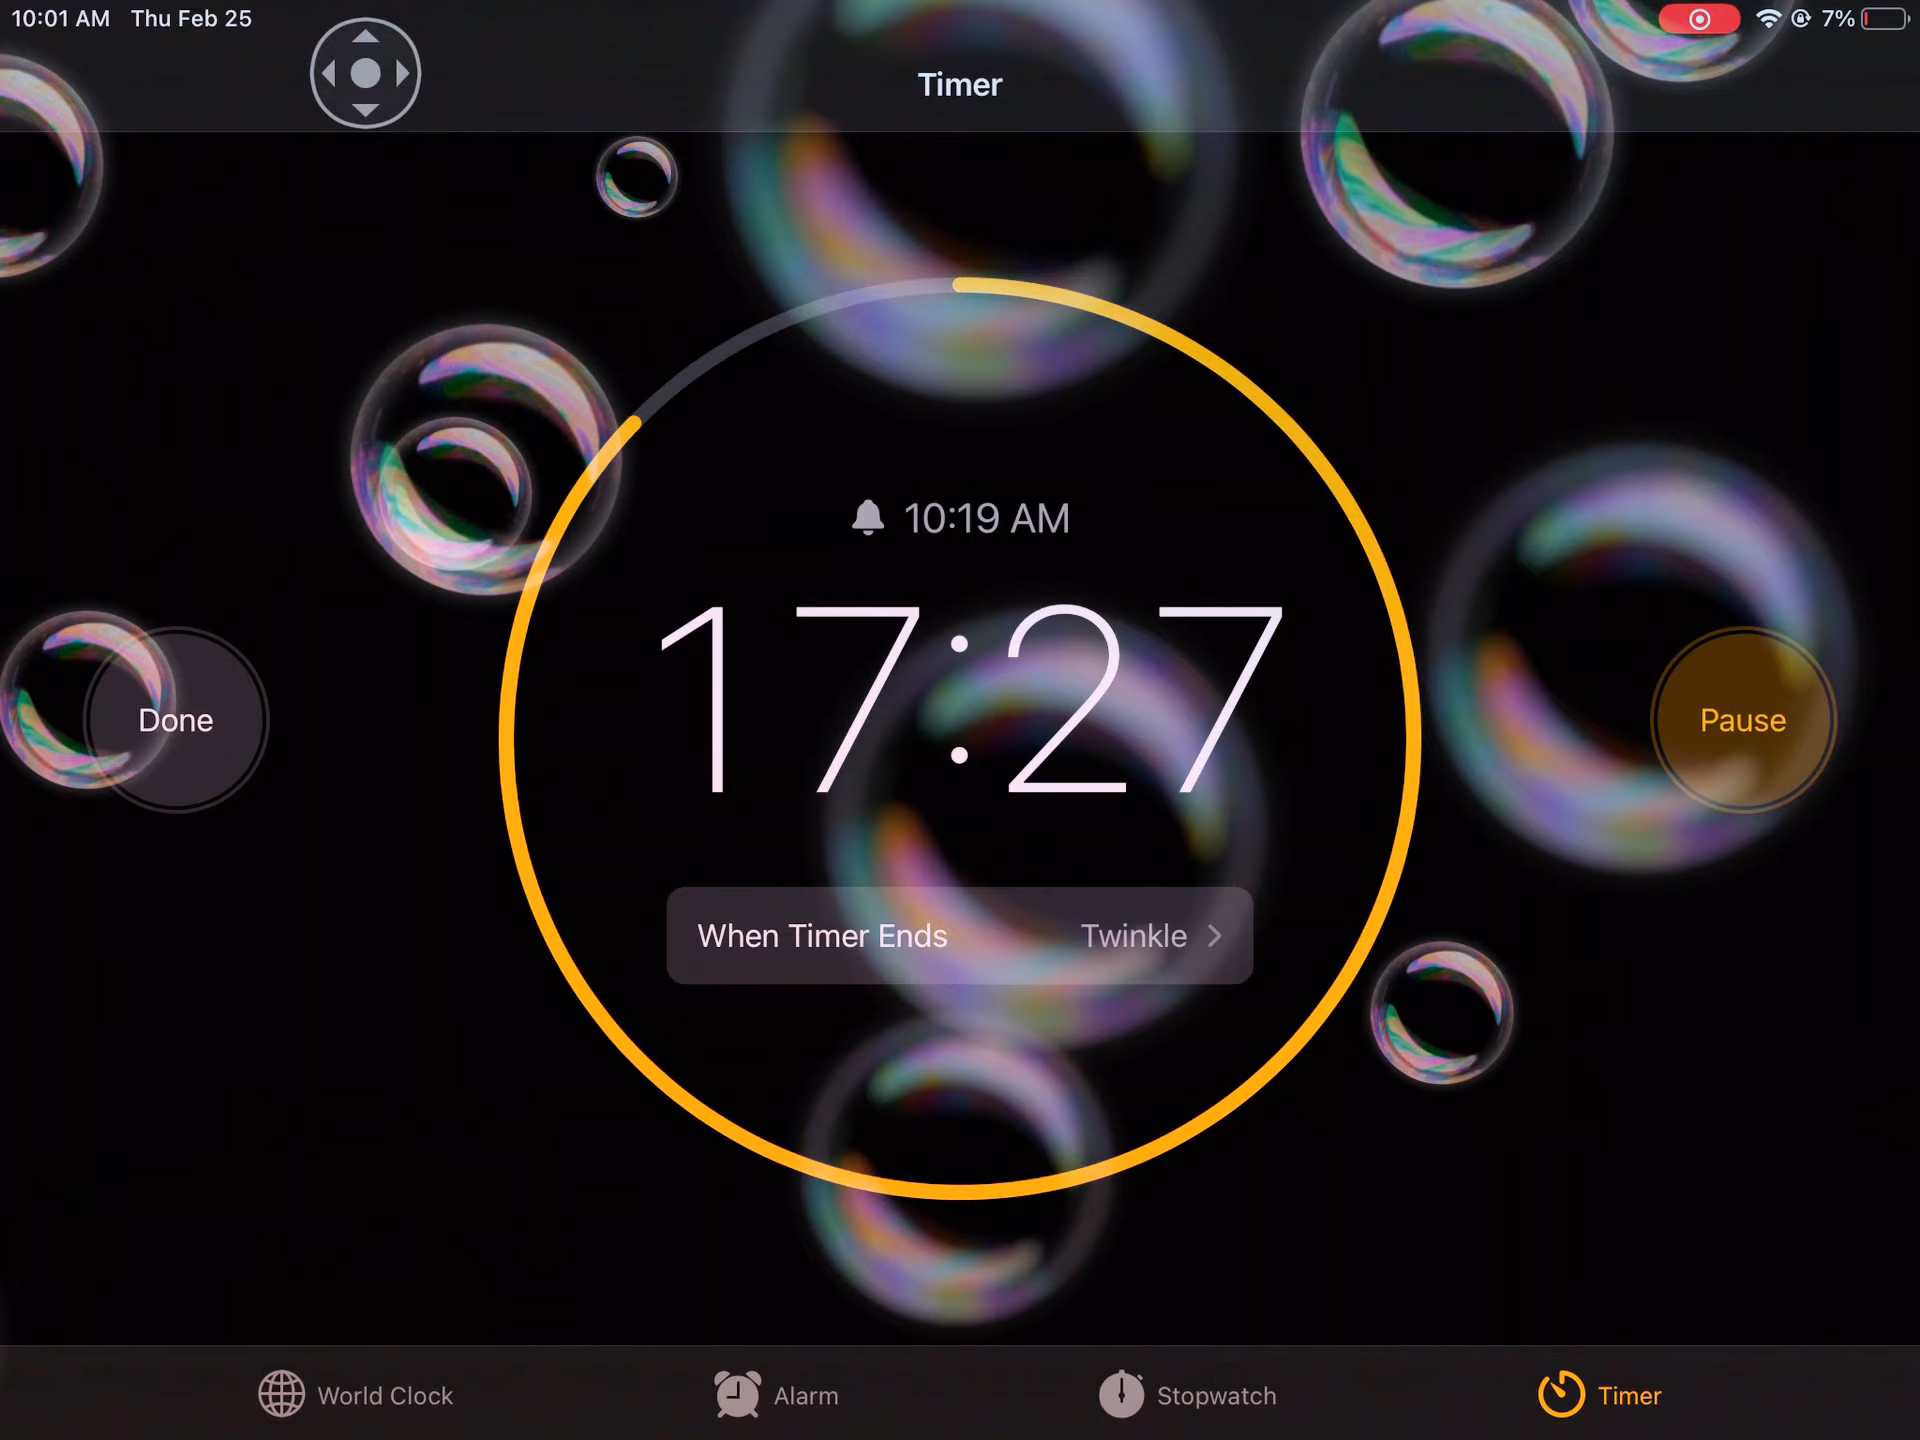 10:01 AM Thu Feb 25
7%
Timer
10:19 AM
17:27
Done
Pause
When Timer Ends Twinkle
World Clock Alarm Stopwatch Timer